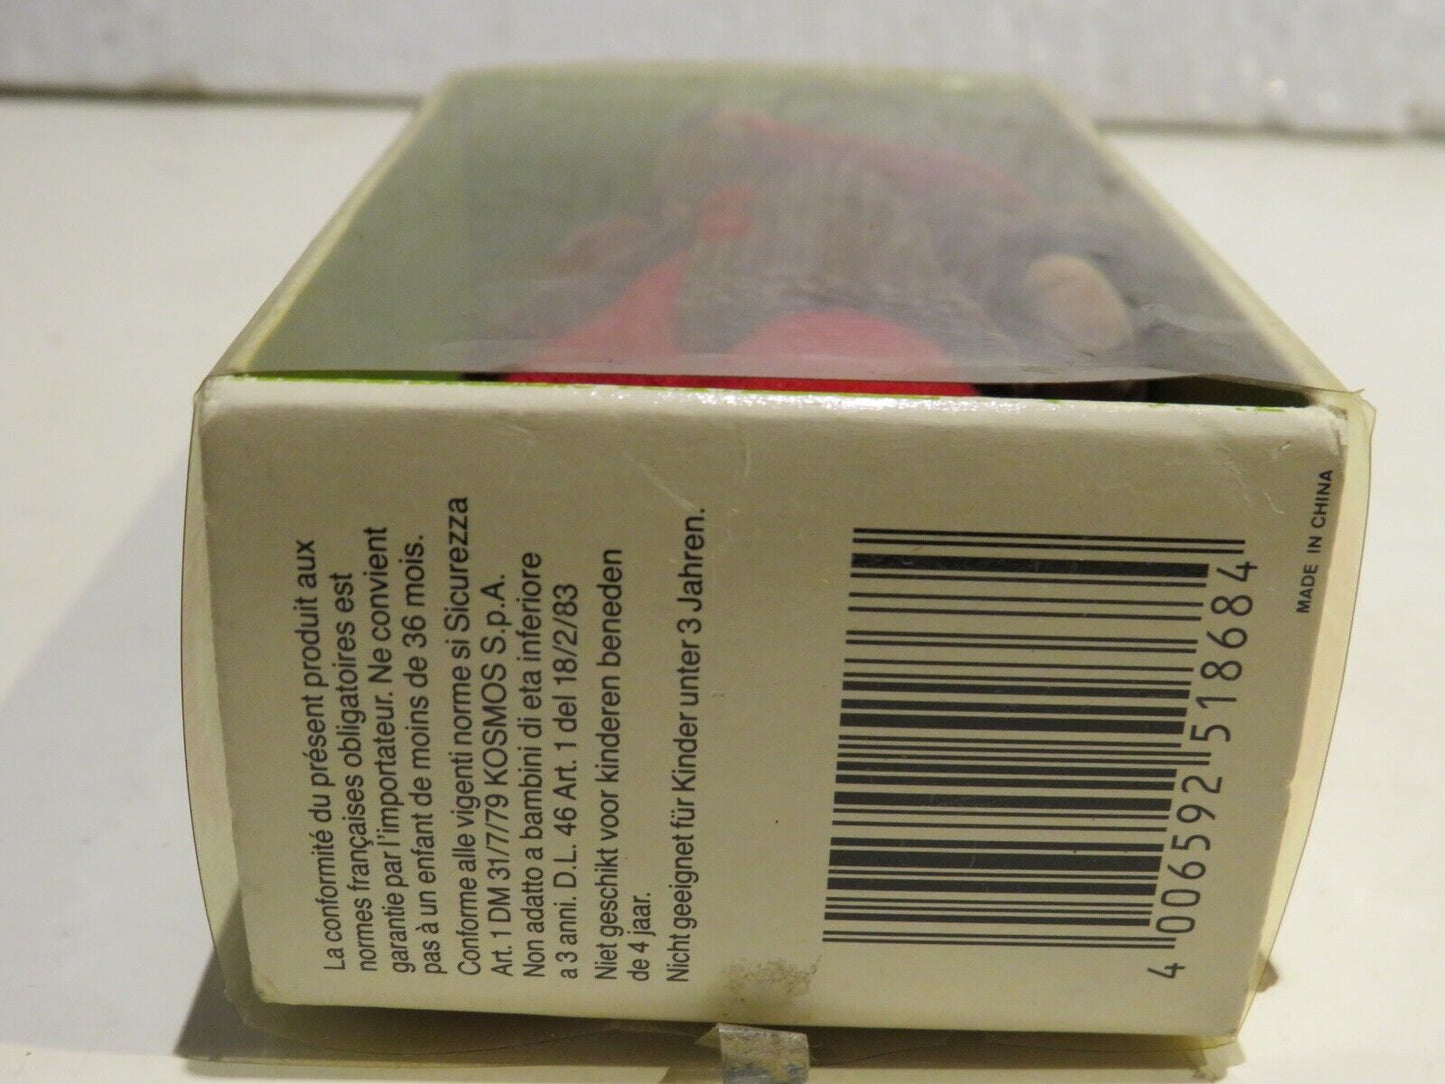 La conformité du présent produit aux
normes françaises obligatoires est
garantie par l'importateur. Ne convient
pas à un enfant de moins de 36 mois.
Conforme alle vigenti norme si Sicurezza
Art. 1 DM 31/7/79 KOSMOS S.p.A.
Non adatto a bambini di eta inferiore
a 3 anni. D.L. 46 Art. 1 del 18/2/83
Niet geschikt voor kinderen beneden
de 4 jaar.
Nicht geeignet für Kinder unter 3 Jahren.
4 006592 518684
MADE IN CHINA